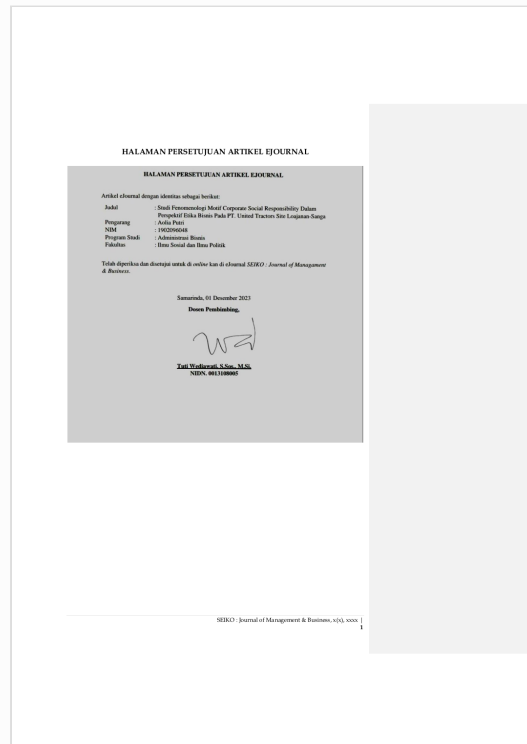 HALAMAN PERSETUJUAN ARTIKEL EJOURNAL
HALAMAN PERSETUJUAN ARTIKEL EJOURNAL
Artikel eJournal dengan identitas sebagai berikut:
Judul : Studi Fenomenologi Motif Corporate Social Responsibility Dalam
Perspektif Etika Bisnis Pada PT. United Tractors Site Loajanan-Sanga
Pengarang : Aolia Putri
NIM : 1902096048
Program Studi : Administrasi Bisnis
Fakultas : Ilmu Sosial dan Ilmu Politik
Telah diperiksa dan disetujui untuk di online kan di eJournal SEIKO : Journal of Managament
& Business.
Samarinda, 01 Desember 2023
Dosen Pembimbing,
Tuti Wediawati, S.Sos., M.Si.
NIDN. 0013108005
SEIKO : Journal of Management & Business, x(x), xxxx |
1